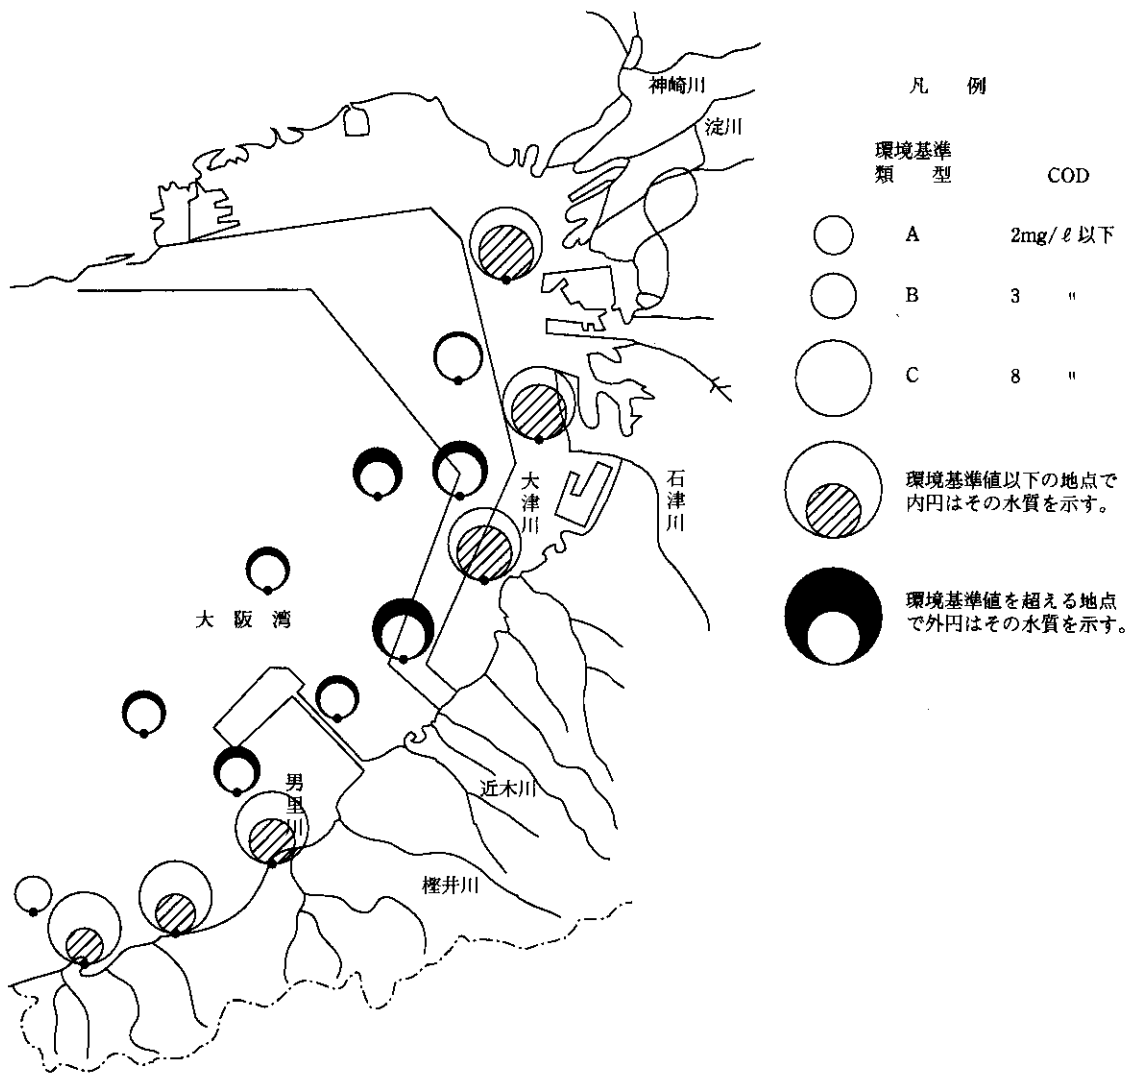 神崎川
淀川
大津川
石津川
大阪湾
男里川
近木川
樫井川
凡例
環境基準
類型 COD
A 2mg/ℓ以下
B 3 〃
C 8 〃
環境基準値以下の地点で
内円はその水質を示す。
環境基準値を超える地点
で外円はその水質を示す。